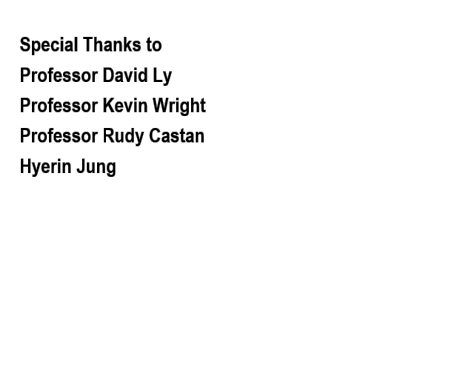 Special Thanks to
Professor David Ly
Professor Kevin Wright
Professor Rudy Castan
Hyerin Jung